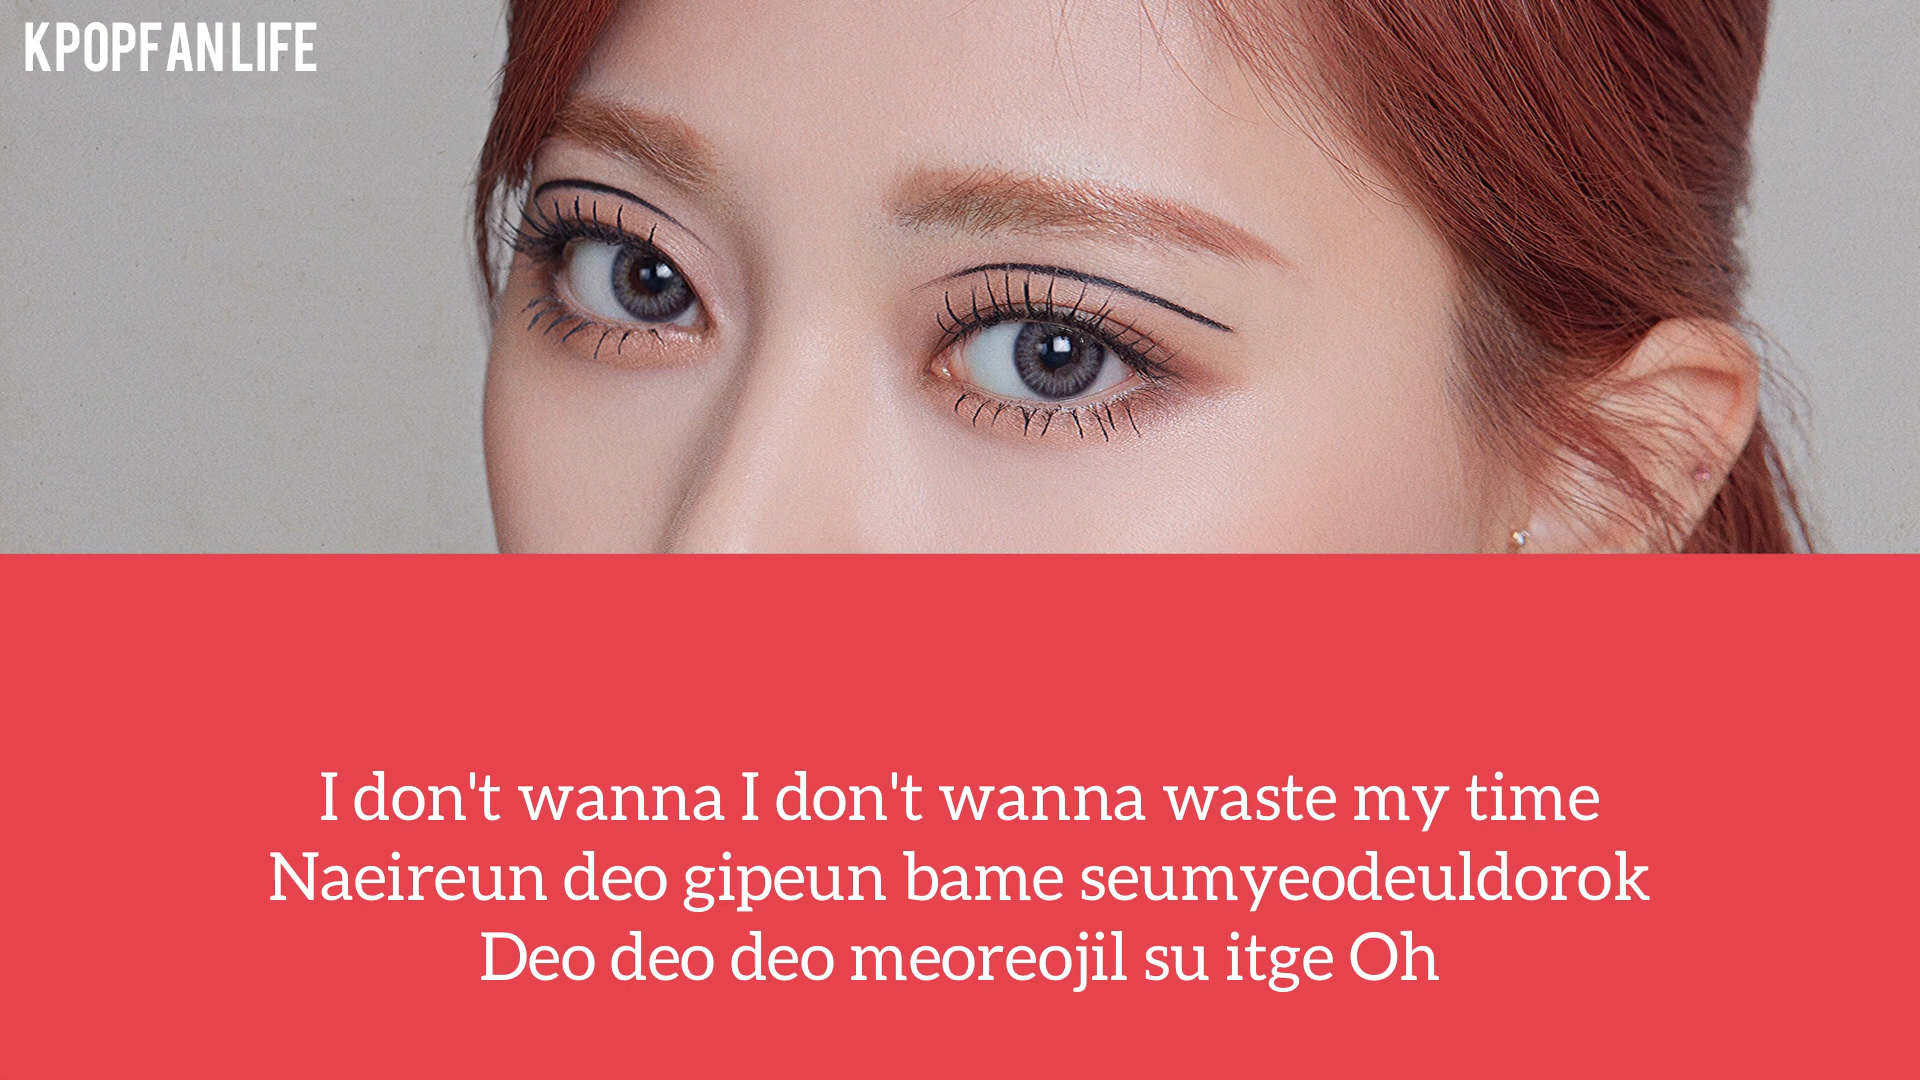 KPOPFANLIFE
I don't wanna I don't wanna waste my time
Naeireun deo gipeun bame seumyeodeuldorok
Deo deo deo meoreojil su itge Oh